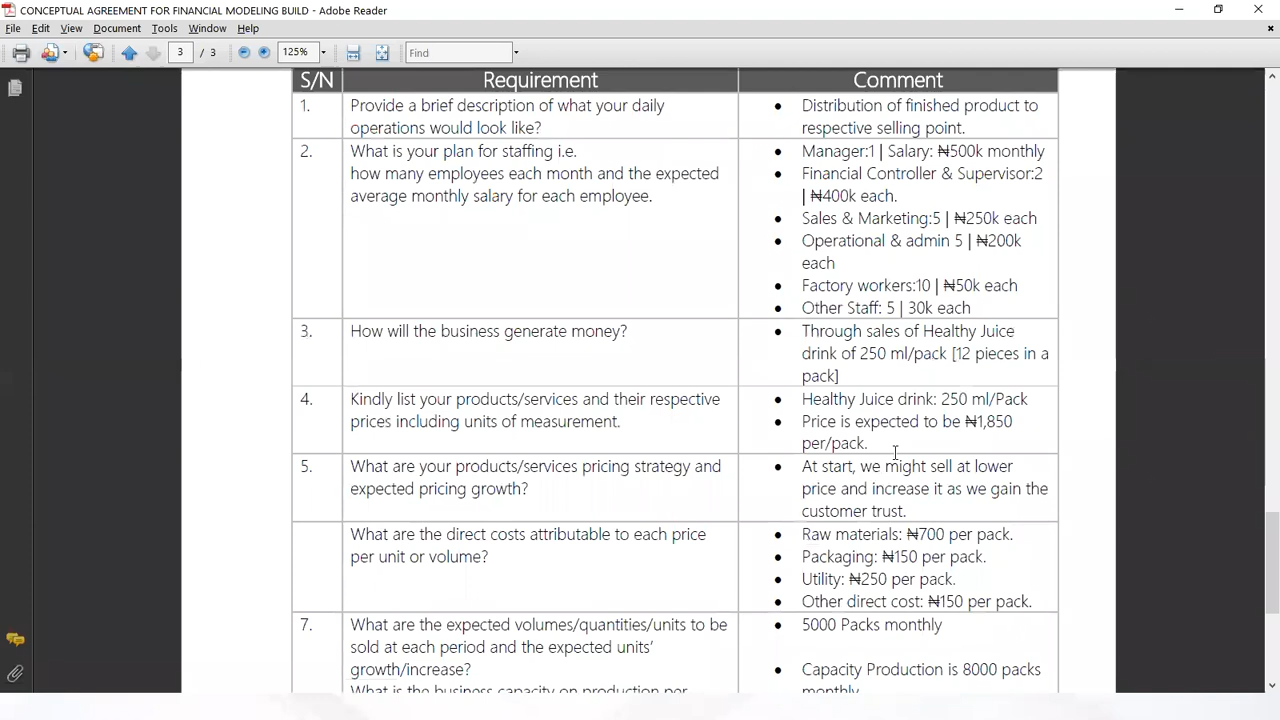 CONCEPTUAL AGREEMENT FOR FINANCIAL MODELING BUILD - Adobe Reader
File Edit View Document Tools Window Help
3 / 3 125% Find
S/N Requirement Comment
1. Provide a brief description of what your daily
operations would look like?
• Distribution of finished product to
respective selling point.
2. What is your plan for staffing i.e.
how many employees each month and the expected
average monthly salary for each employee.
• Manager:1 | Salary: ₦500k monthly
• Financial Controller & Supervisor:2
| ₦400k each.
• Sales & Marketing:5 | ₦250k each
• Operational & admin 5 | ₦200k
each
• Factory workers:10 | ₦50k each
• Other Staff: 5 | 30k each
3. How will the business generate money?
• Through sales of Healthy Juice
drink of 250 ml/pack [12 pieces in a
pack]
4. Kindly list your products/services and their respective
prices including units of measurement.
• Healthy Juice drink: 250 ml/Pack
• Price is expected to be ₦1,850
per/pack.
5. What are your products/services pricing strategy and
expected pricing growth?
• At start, we might sell at lower
price and increase it as we gain the
customer trust.
What are the direct costs attributable to each price
per unit or volume?
• Raw materials: ₦700 per pack.
• Packaging: ₦150 per pack.
• Utility: ₦250 per pack.
• Other direct cost: ₦150 per pack.
7. What are the expected volumes/quantities/units to be
sold at each period and the expected units'
growth/increase?
What is the business capacity on production per
• 5000 Packs monthly
• Capacity Production is 8000 packs
monthly